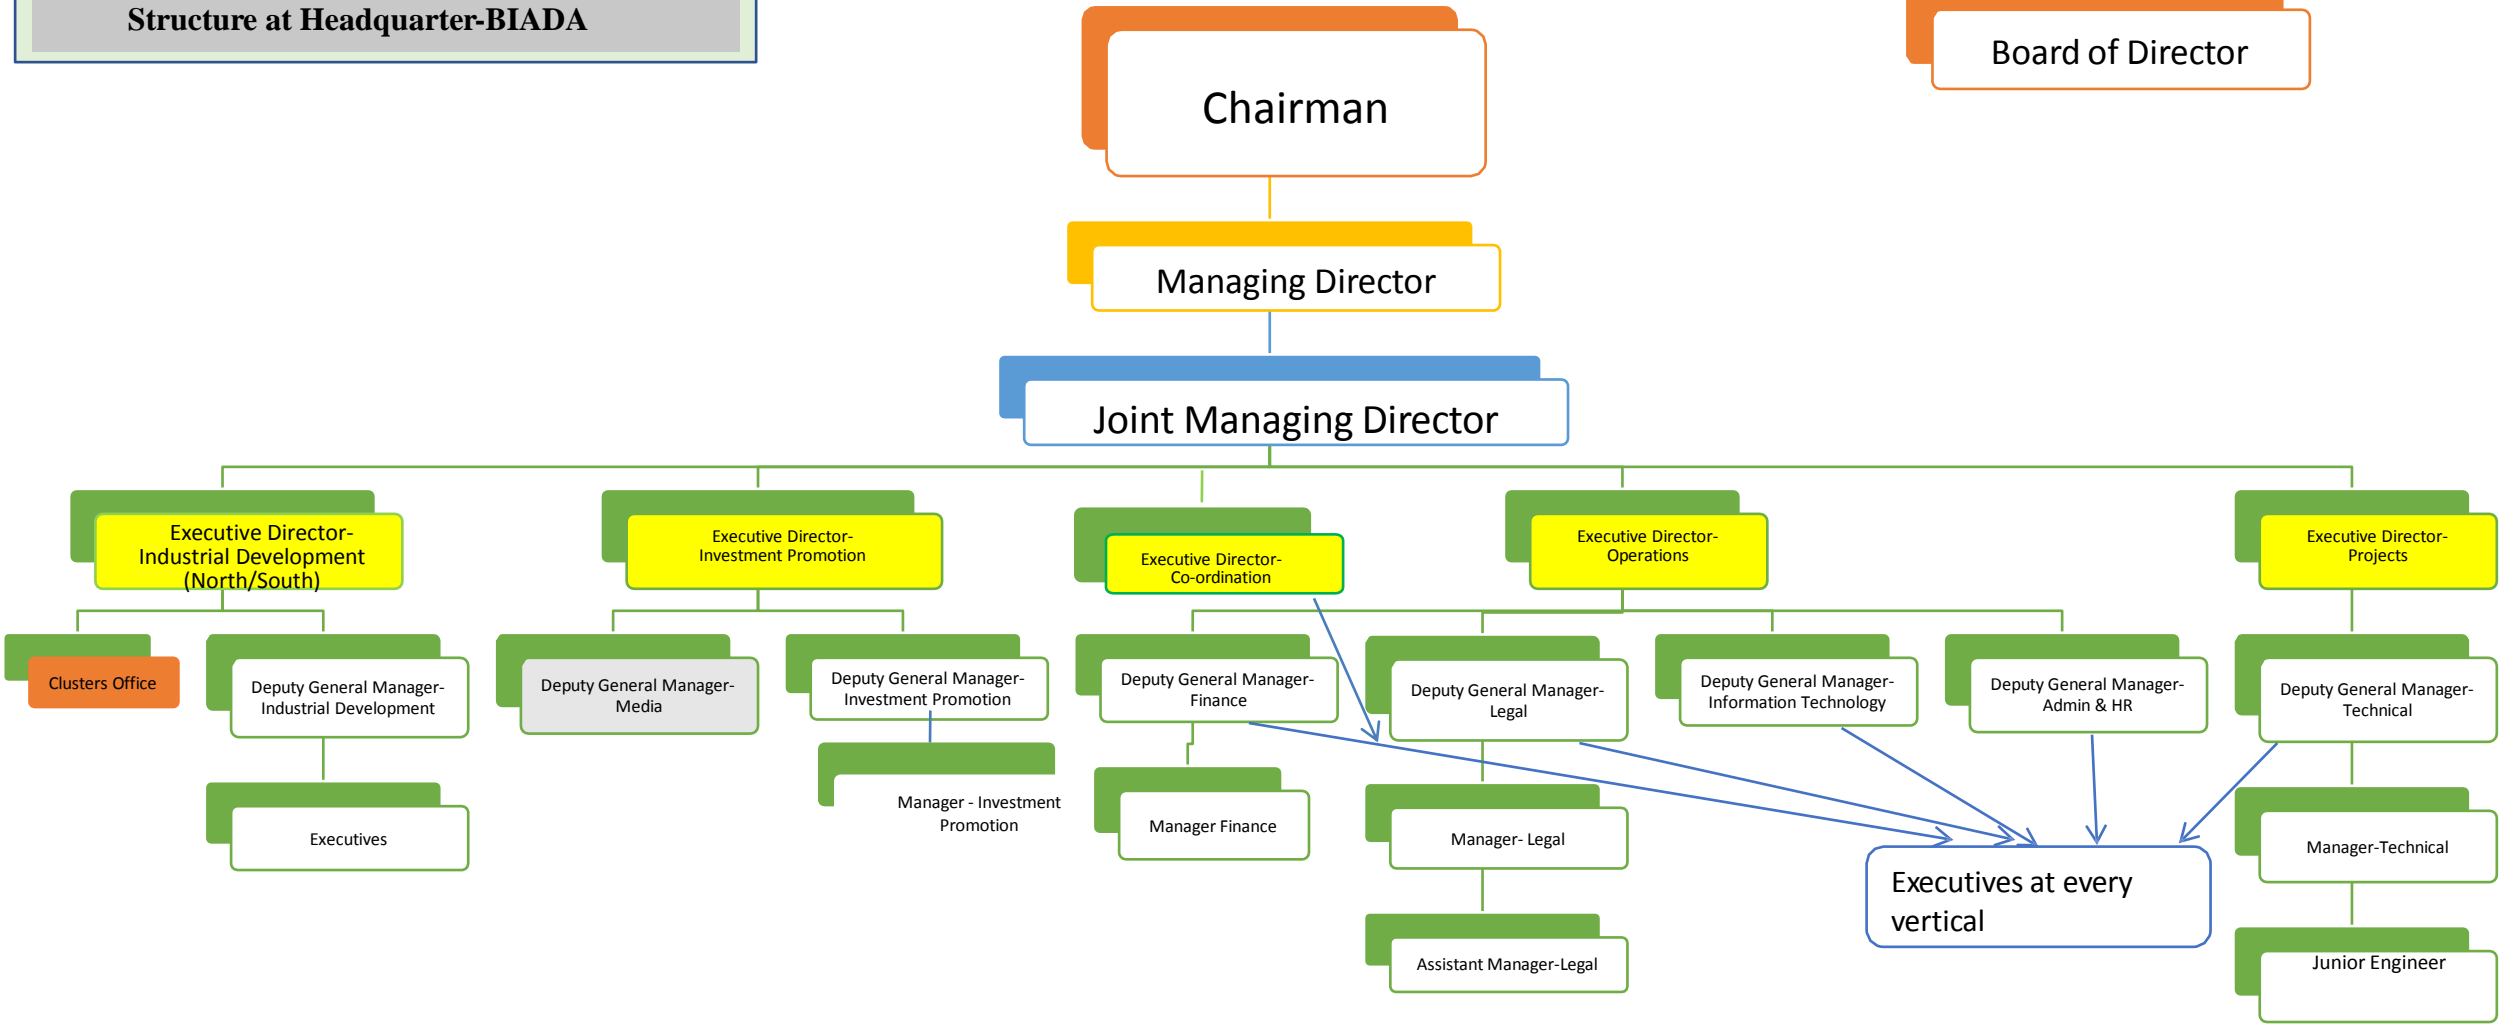 Structure at Headquarter-BIADA
Board of Director
Chairman
Managing Director
Joint Managing Director
Executive Director-
Industrial Development
(North/South)
Executive Director-
Investment Promotion
Executive Director-
Co-ordination
Executive Director-
Operations
Executive Director-
Projects
Clusters Office
Deputy General Manager-
Industrial Development
Deputy General Manager-
Media
Deputy General Manager-
Investment Promotion
Deputy General Manager-
Finance
Deputy General Manager-
Legal
Deputy General Manager-
Information Technology
Deputy General Manager-
Admin & HR
Deputy General Manager-
Technical
Executives
Manager - Investment
Promotion
Manager Finance
Manager- Legal
Manager-Technical
Executives at every
vertical
Assistant Manager-Legal
Junior Engineer